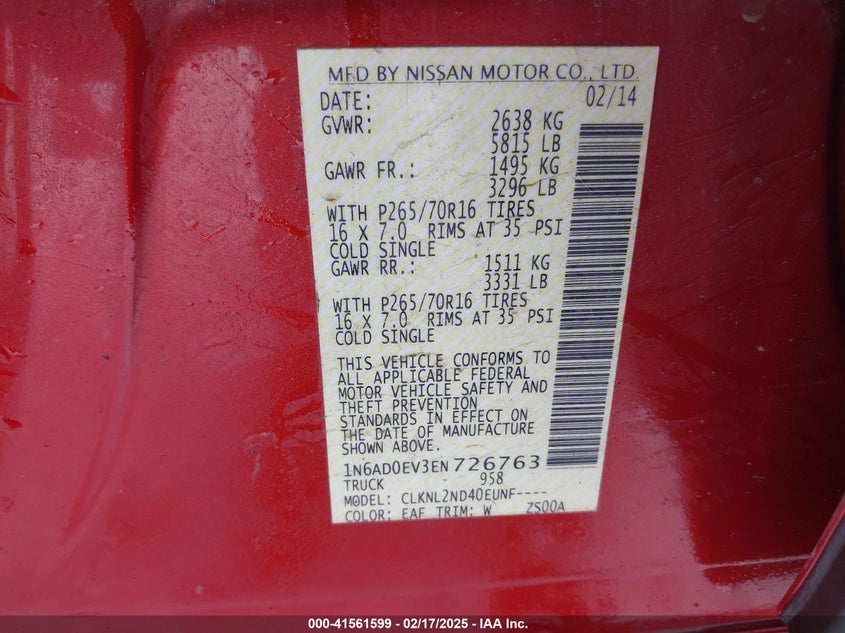 MFD BY NISSAN MOTOR CO., LTD.
DATE: 02/14
GVWR: 2638 KG
5815 LB
GAWR FR.: 1495 KG
3296 LB
WITH P265/70R16 TIRES
16 X 7.0 RIMS AT 35 PSI
COLD SINGLE
GAWR RR.: 1511 KG
3331 LB
WITH P265/70R16 TIRES
16 X 7.0 RIMS AT 35 PSI
COLD SINGLE
THIS VEHICLE CONFORMS TO
ALL APPLICABLE FEDERAL
MOTOR VEHICLE SAFETY AND
THEFT PREVENTION
STANDARDS IN EFFECT ON
THE DATE OF MANUFACTURE
SHOWN ABOVE.
1N6AD0EV3EN726763
TRUCK 958
MODEL: CLKNL2ND40EUNF----
COLOR: EAF TRIM: W ZS00A
000-41561599 - 02/17/2025 - IAA Inc.